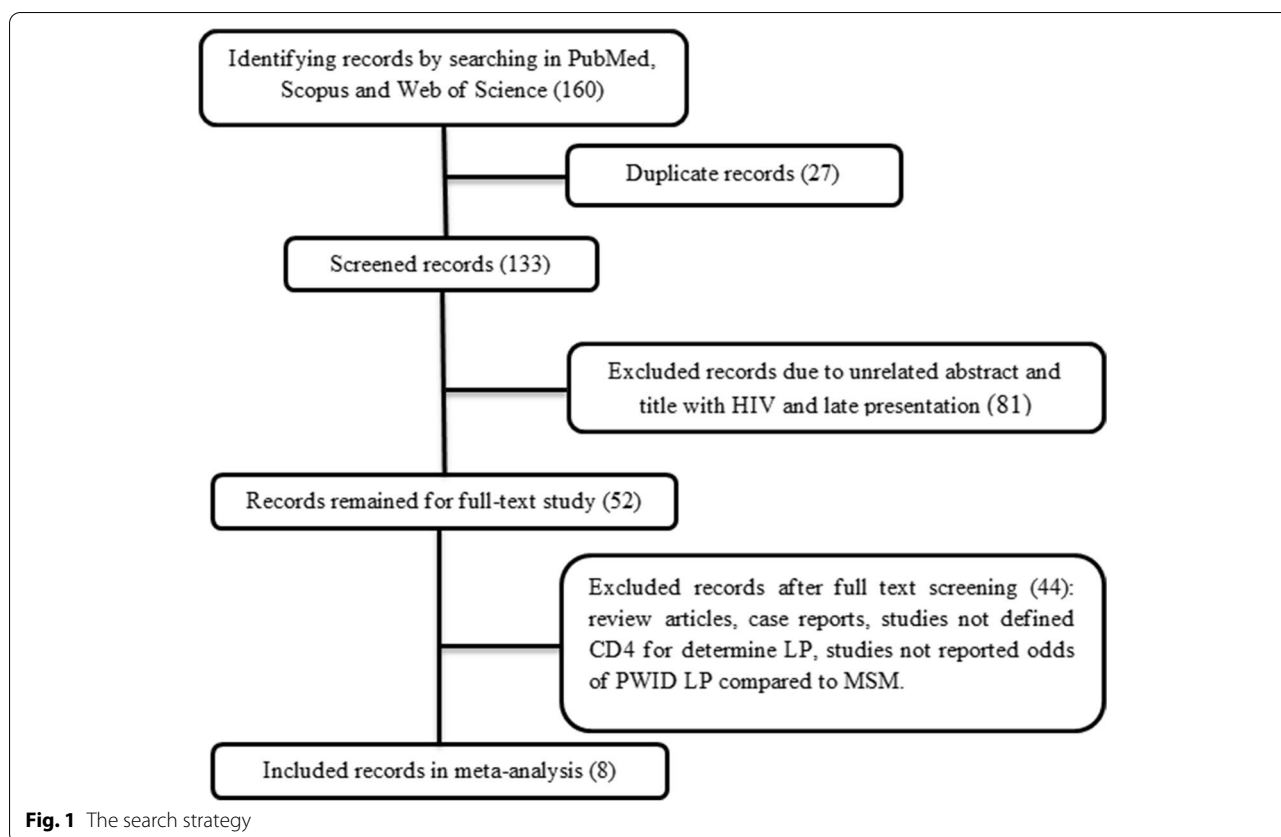 Identifying records by searching in PubMed,
Scopus and Web of Science (160)
Duplicate records (27)
Screened records (133)
Excluded records due to unrelated abstract and
title with HIV and late presentation (81)
Records remained for full-text study (52)
Excluded records after full text screening (44):
review articles, case reports, studies not defined
CD4 for determine LP, studies not reported odds
of PWID LP compared to MSM.
Included records in meta-analysis (8)
Fig. 1 The search strategy